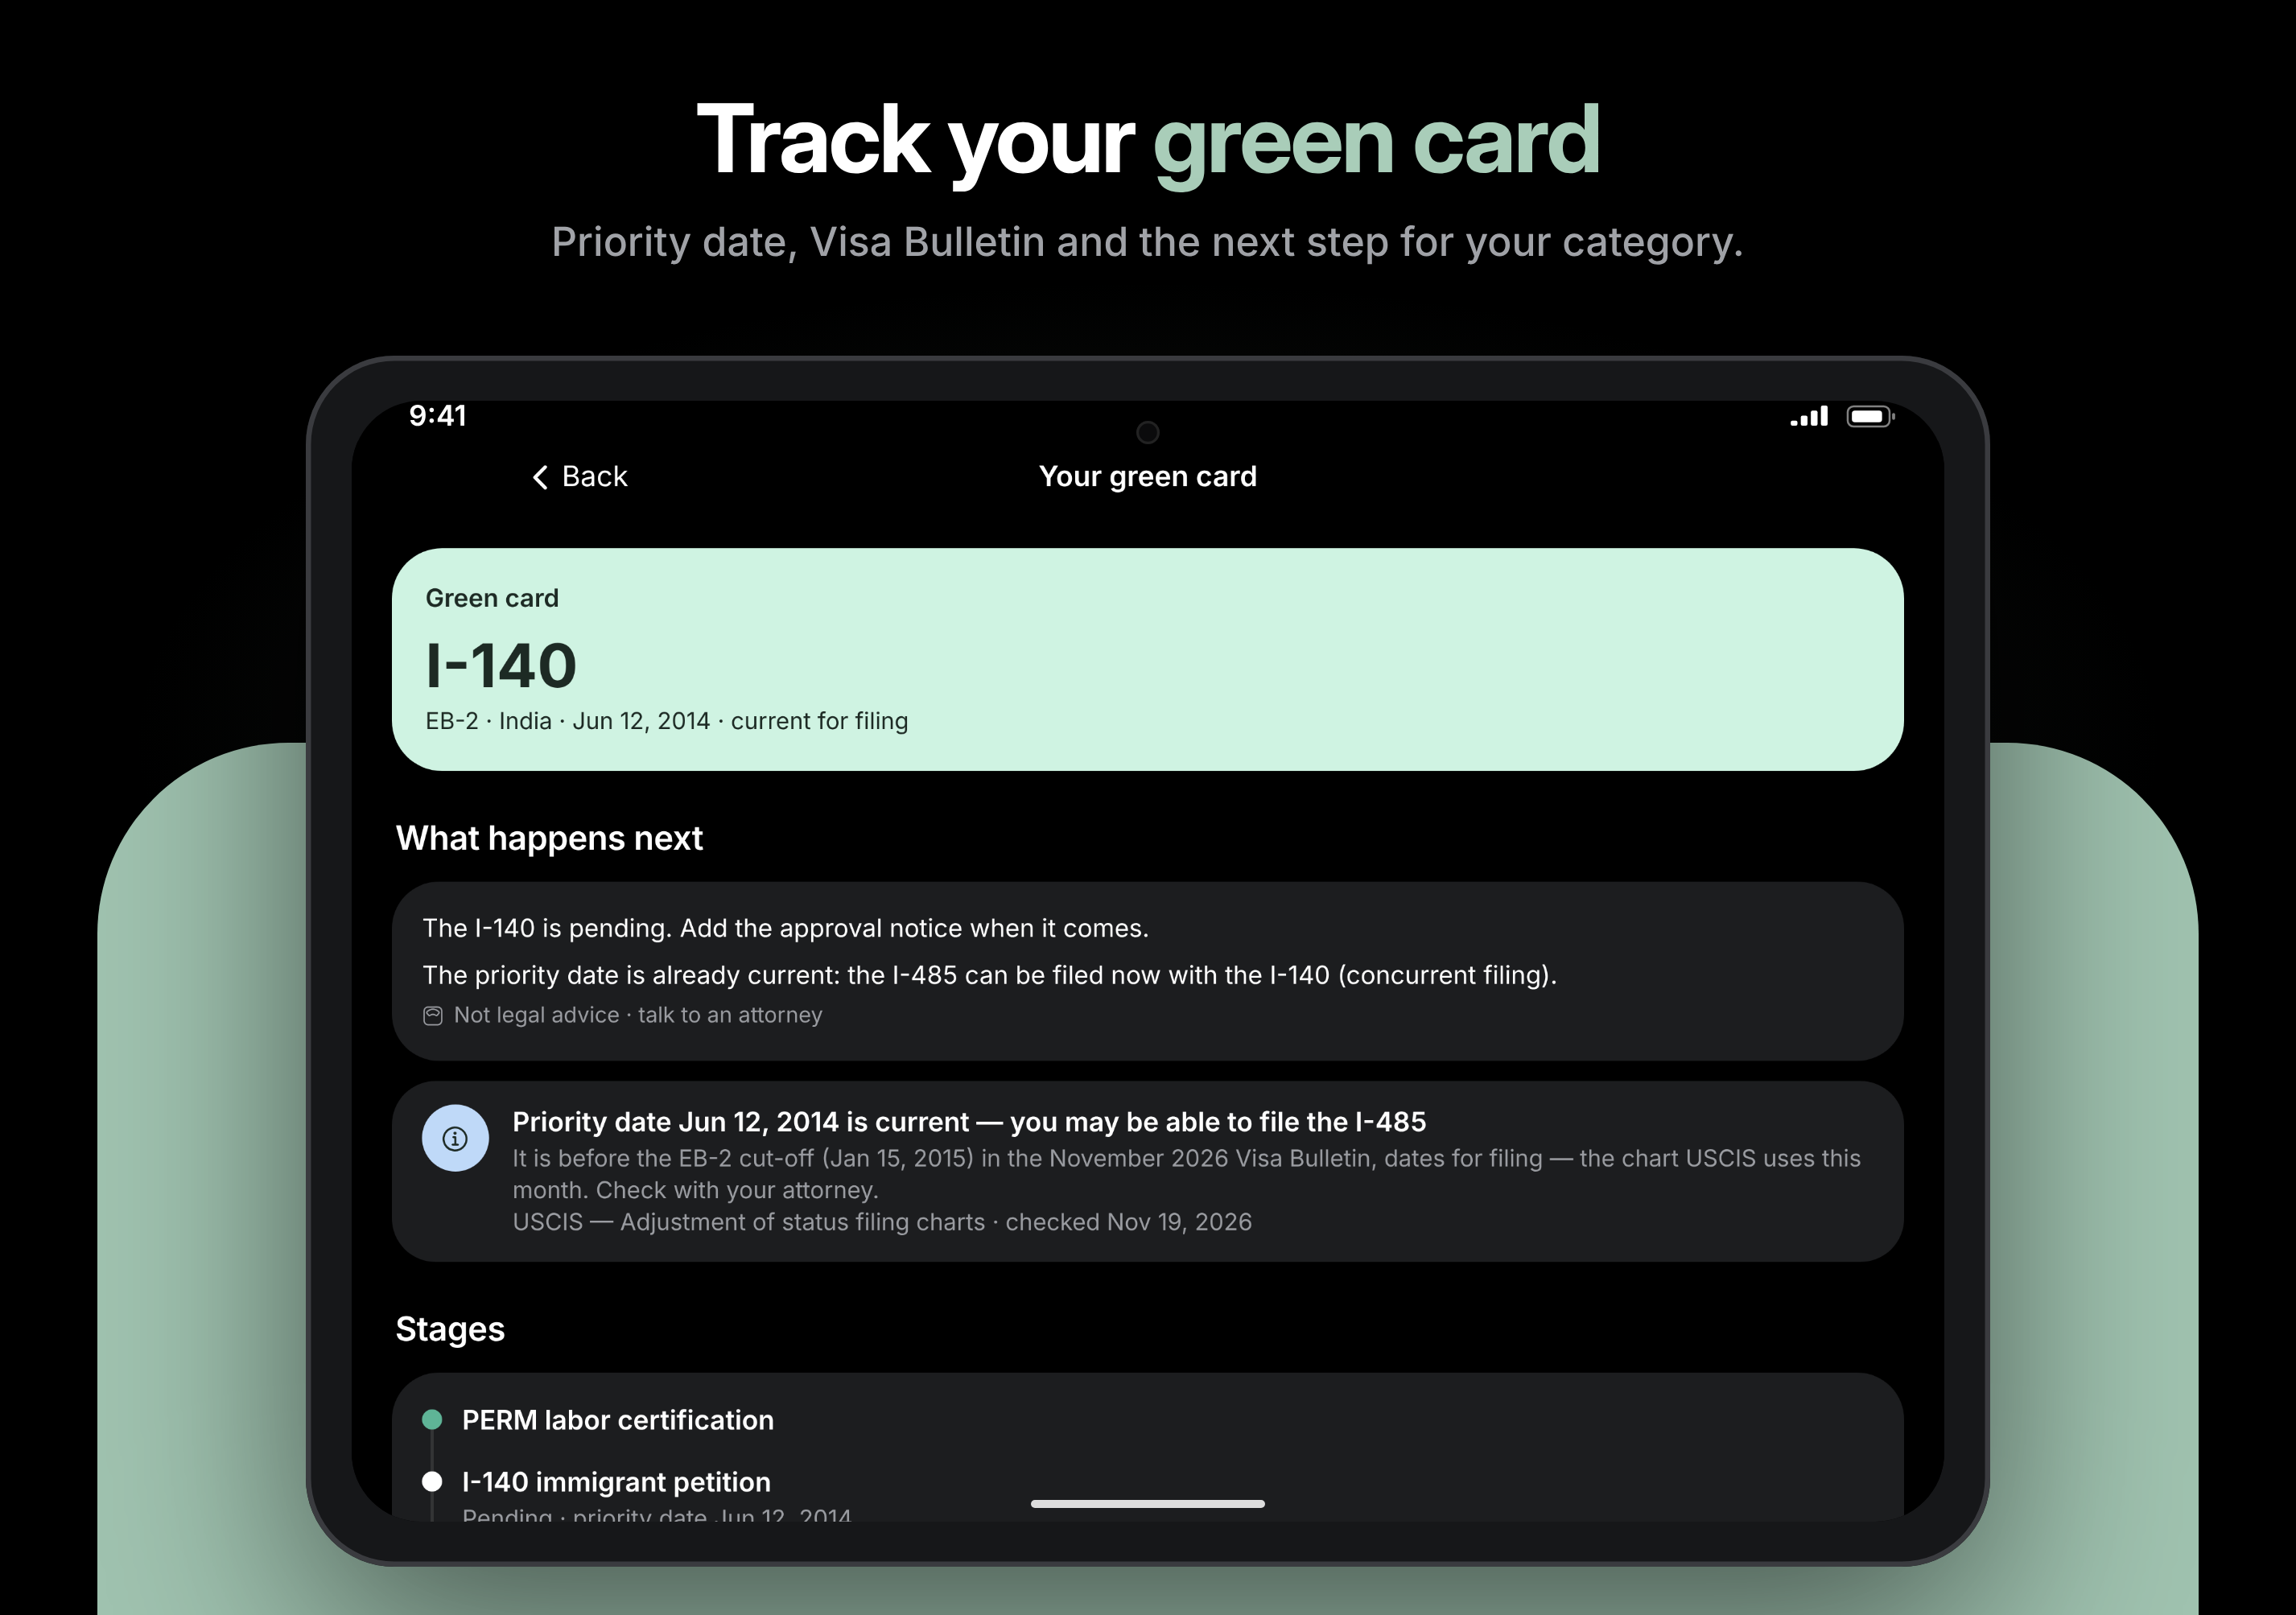 Track your green card
Priority date, Visa Bulletin and the next step for your category.
9:41
Back
Your green card
Green card
I-140
EB-2 · India · Jun 12, 2014 · current for filing
What happens next
The I-140 is pending. Add the approval notice when it comes.
The priority date is already current: the I-485 can be filed now with the I-140 (concurrent filing).
Not legal advice · talk to an attorney
Priority date Jun 12, 2014 is current — you may be able to file the I-485
It is before the EB-2 cut-off (Jan 15, 2015) in the November 2026 Visa Bulletin, dates for filing — the chart USCIS uses this
month. Check with your attorney.
USCIS — Adjustment of status filing charts · checked Nov 19, 2026
Stages
PERM labor certification
I-140 immigrant petition
Pending · priority date Jun 12, 2014